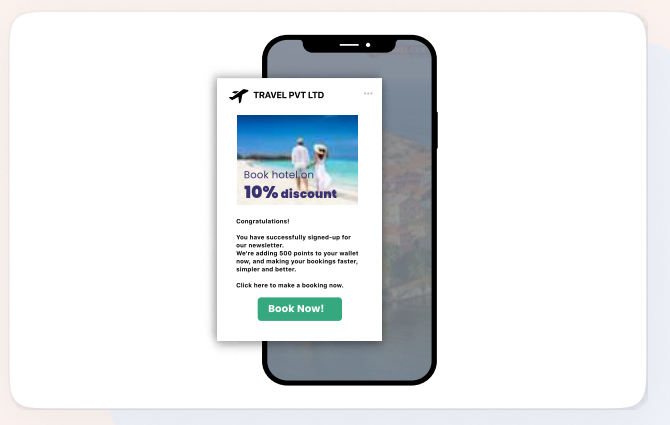 TRAVEL PVT LTD
Book hotel on
10% discount
Congratulations!
You have successfully signed-up for
our newsletter.
We're adding 500 points to your wallet
now, and making your bookings faster,
simpler and better.
Click here to make a booking now.
Book Now!